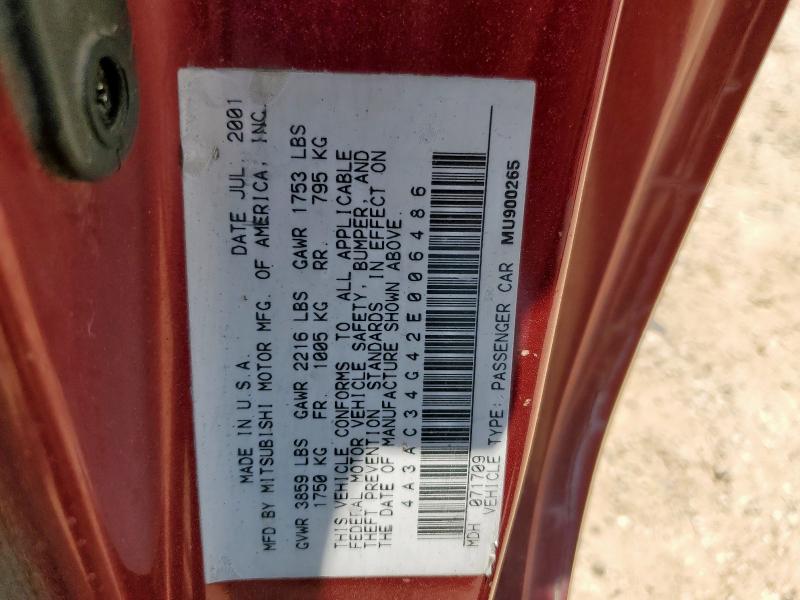 MADE IN U.S.A. DATE JUL. 2001
MFD BY MITSUBISHI MOTOR MFG. OF AMERICA, INC.
GVWR 3859 LBS GAWR 2216 LBS GAWR 1753 LBS
1750 KG FR. 1005 KG RR. 795 KG
THIS VEHICLE CONFORMS TO ALL APPLICABLE
FEDERAL MOTOR VEHICLE SAFETY, BUMPER, AND
THEFT PREVENTION STANDARDS IN EFFECT ON
THE DATE OF MANUFACTURE SHOWN ABOVE.
4A3AC34G42E006486
MDH 071709
VEHICLE TYPE: PASSENGER CAR MU900265